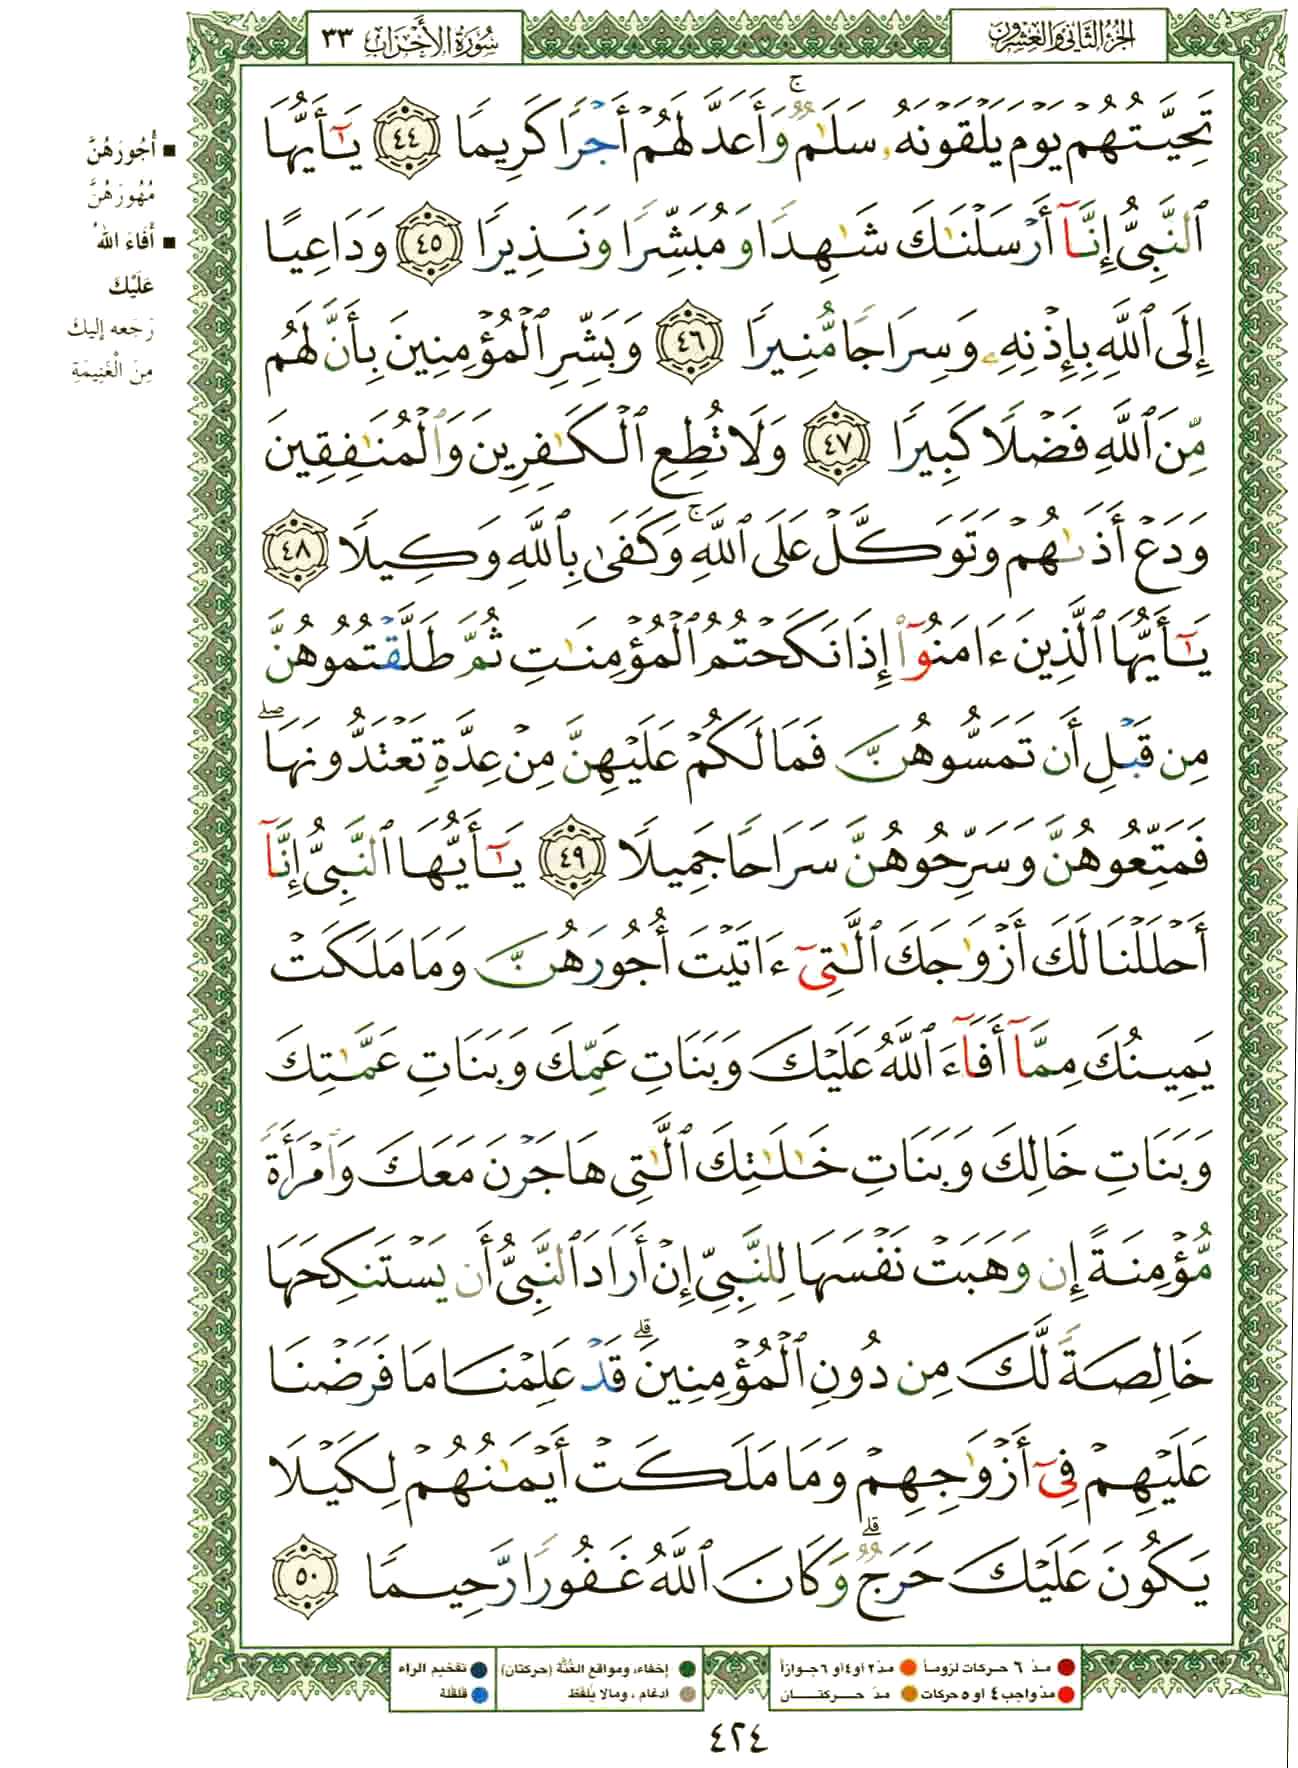 الجزء الثاني والعشرون
سورة الأحزاب ٣٣
تَحِيَّتُهُمْ يَوْمَ يَلْقَوْنَهُۥ سَلَٰمٌۚ وَأَعَدَّ لَهُمْ أَجْرًا كَرِيمًا ٤٤ يَٰٓأَيُّهَا
ٱلنَّبِىُّ إِنَّآ أَرْسَلْنَٰكَ شَٰهِدًا وَمُبَشِّرًا وَنَذِيرًا ٤٥ وَدَاعِيًا
إِلَى ٱللَّهِ بِإِذْنِهِۦ وَسِرَاجًا مُّنِيرًا ٤٦ وَبَشِّرِ ٱلْمُؤْمِنِينَ بِأَنَّ لَهُم
مِّنَ ٱللَّهِ فَضْلًا كَبِيرًا ٤٧ وَلَا تُطِعِ ٱلْكَٰفِرِينَ وَٱلْمُنَٰفِقِينَ
وَدَعْ أَذَىٰهُمْ وَتَوَكَّلْ عَلَى ٱللَّهِۚ وَكَفَىٰ بِٱللَّهِ وَكِيلًا ٤٨
يَٰٓأَيُّهَا ٱلَّذِينَ ءَامَنُوٓا۟ إِذَا نَكَحْتُمُ ٱلْمُؤْمِنَٰتِ ثُمَّ طَلَّقْتُمُوهُنَّ
مِن قَبْلِ أَن تَمَسُّوهُنَّ فَمَا لَكُمْ عَلَيْهِنَّ مِنْ عِدَّةٍ تَعْتَدُّونَهَاۖ
فَمَتِّعُوهُنَّ وَسَرِّحُوهُنَّ سَرَاحًا جَمِيلًا ٤٩ يَٰٓأَيُّهَا ٱلنَّبِىُّ إِنَّآ
أَحْلَلْنَا لَكَ أَزْوَٰجَكَ ٱلَّٰتِىٓ ءَاتَيْتَ أُجُورَهُنَّ وَمَا مَلَكَتْ
يَمِينُكَ مِمَّآ أَفَآءَ ٱللَّهُ عَلَيْكَ وَبَنَاتِ عَمِّكَ وَبَنَاتِ عَمَّٰتِكَ
وَبَنَاتِ خَالِكَ وَبَنَاتِ خَٰلَٰتِكَ ٱلَّٰتِى هَاجَرْنَ مَعَكَ وَٱمْرَأَةً
مُّؤْمِنَةً إِن وَهَبَتْ نَفْسَهَا لِلنَّبِىِّ إِنْ أَرَادَ ٱلنَّبِىُّ أَن يَسْتَنكِحَهَا
خَالِصَةً لَّكَ مِن دُونِ ٱلْمُؤْمِنِينَۗ قَدْ عَلِمْنَا مَا فَرَضْنَا
عَلَيْهِمْ فِىٓ أَزْوَٰجِهِمْ وَمَا مَلَكَتْ أَيْمَٰنُهُمْ لِكَيْلَا
يَكُونَ عَلَيْكَ حَرَجٌۗ وَكَانَ ٱللَّهُ غَفُورًا رَّحِيمًا ٥٠
■ أُجُورَهُنَّ
مُهُورَهُنَّ
■ أَفَاءَ اللهُ
عَلَيْكَ
رَجَعه إليكَ
مِنَ الْغَنِيمَةِ
● مدّ ٦ حركات لزوماً ● مدّ ٢ أو ٤ أو ٦ جوازاً
● مدّ واجب ٤ أو ٥ حركات ● مدّ حركتان
● إخفاء، ومواقع الغُنَّة (حركتان) ● تفخيم الراء
● ادغام ، ومالا يُلفَظ ● قلقلة
٤٢٤